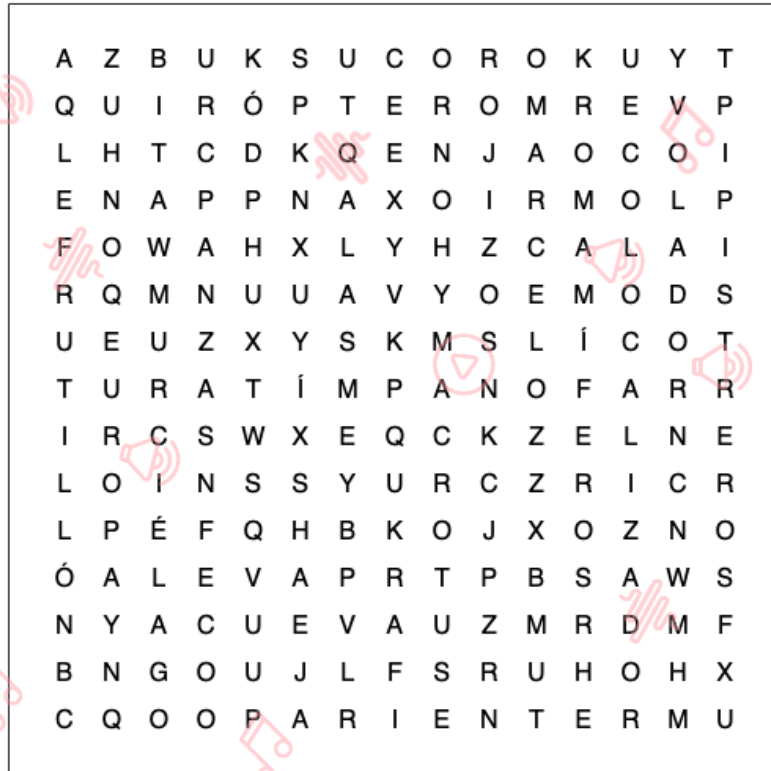 A Z B U K S U C O R O K U Y T
Q U I R Ó P T E R O M R E V P
L H T C D K Q E N J A O C O I
E N A P P N A X O I R M O L P
F O W A H X L Y H Z C A L A I
R Q M N U U A V Y O E M O D S
U E U Z X Y S K M S L Í C O T
T U R A T Í M P A N O F A R R
I R C S W X E Q C K Z E L N E
L O I N S S Y U R C Z R I C R
L P É F Q H B K O J X O Z N O
Ó A L E V A P R T P B S A W S
N Y A C U E V A U Z M R D M F
B N G O U J L F S R U H O H X
C Q O O P A R I E N T E R M U